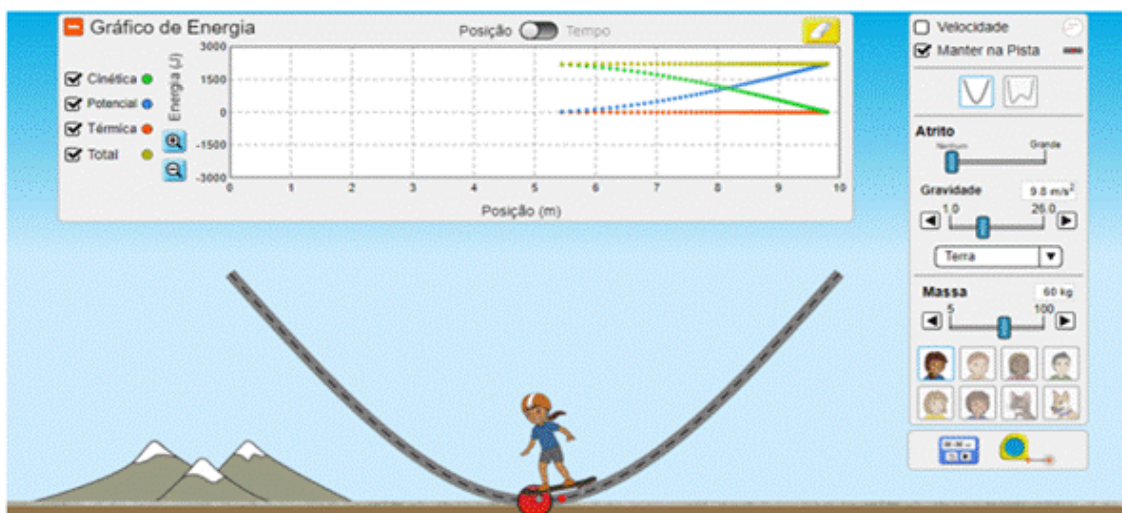 Gráfico de Energia
Posição Tempo
Cinética
Potencial
Térmica
Total
Energia (J)
3000
1500
0
-1500
-3000
0 1 2 3 4 5 6 7 8 9 10
Posição (m)
Velocidade
Manter na Pista
Atrito
Nenhum Grande
Gravidade 9.8 m/s²
1.0 26.0
Terra
Massa 60 kg
5 100